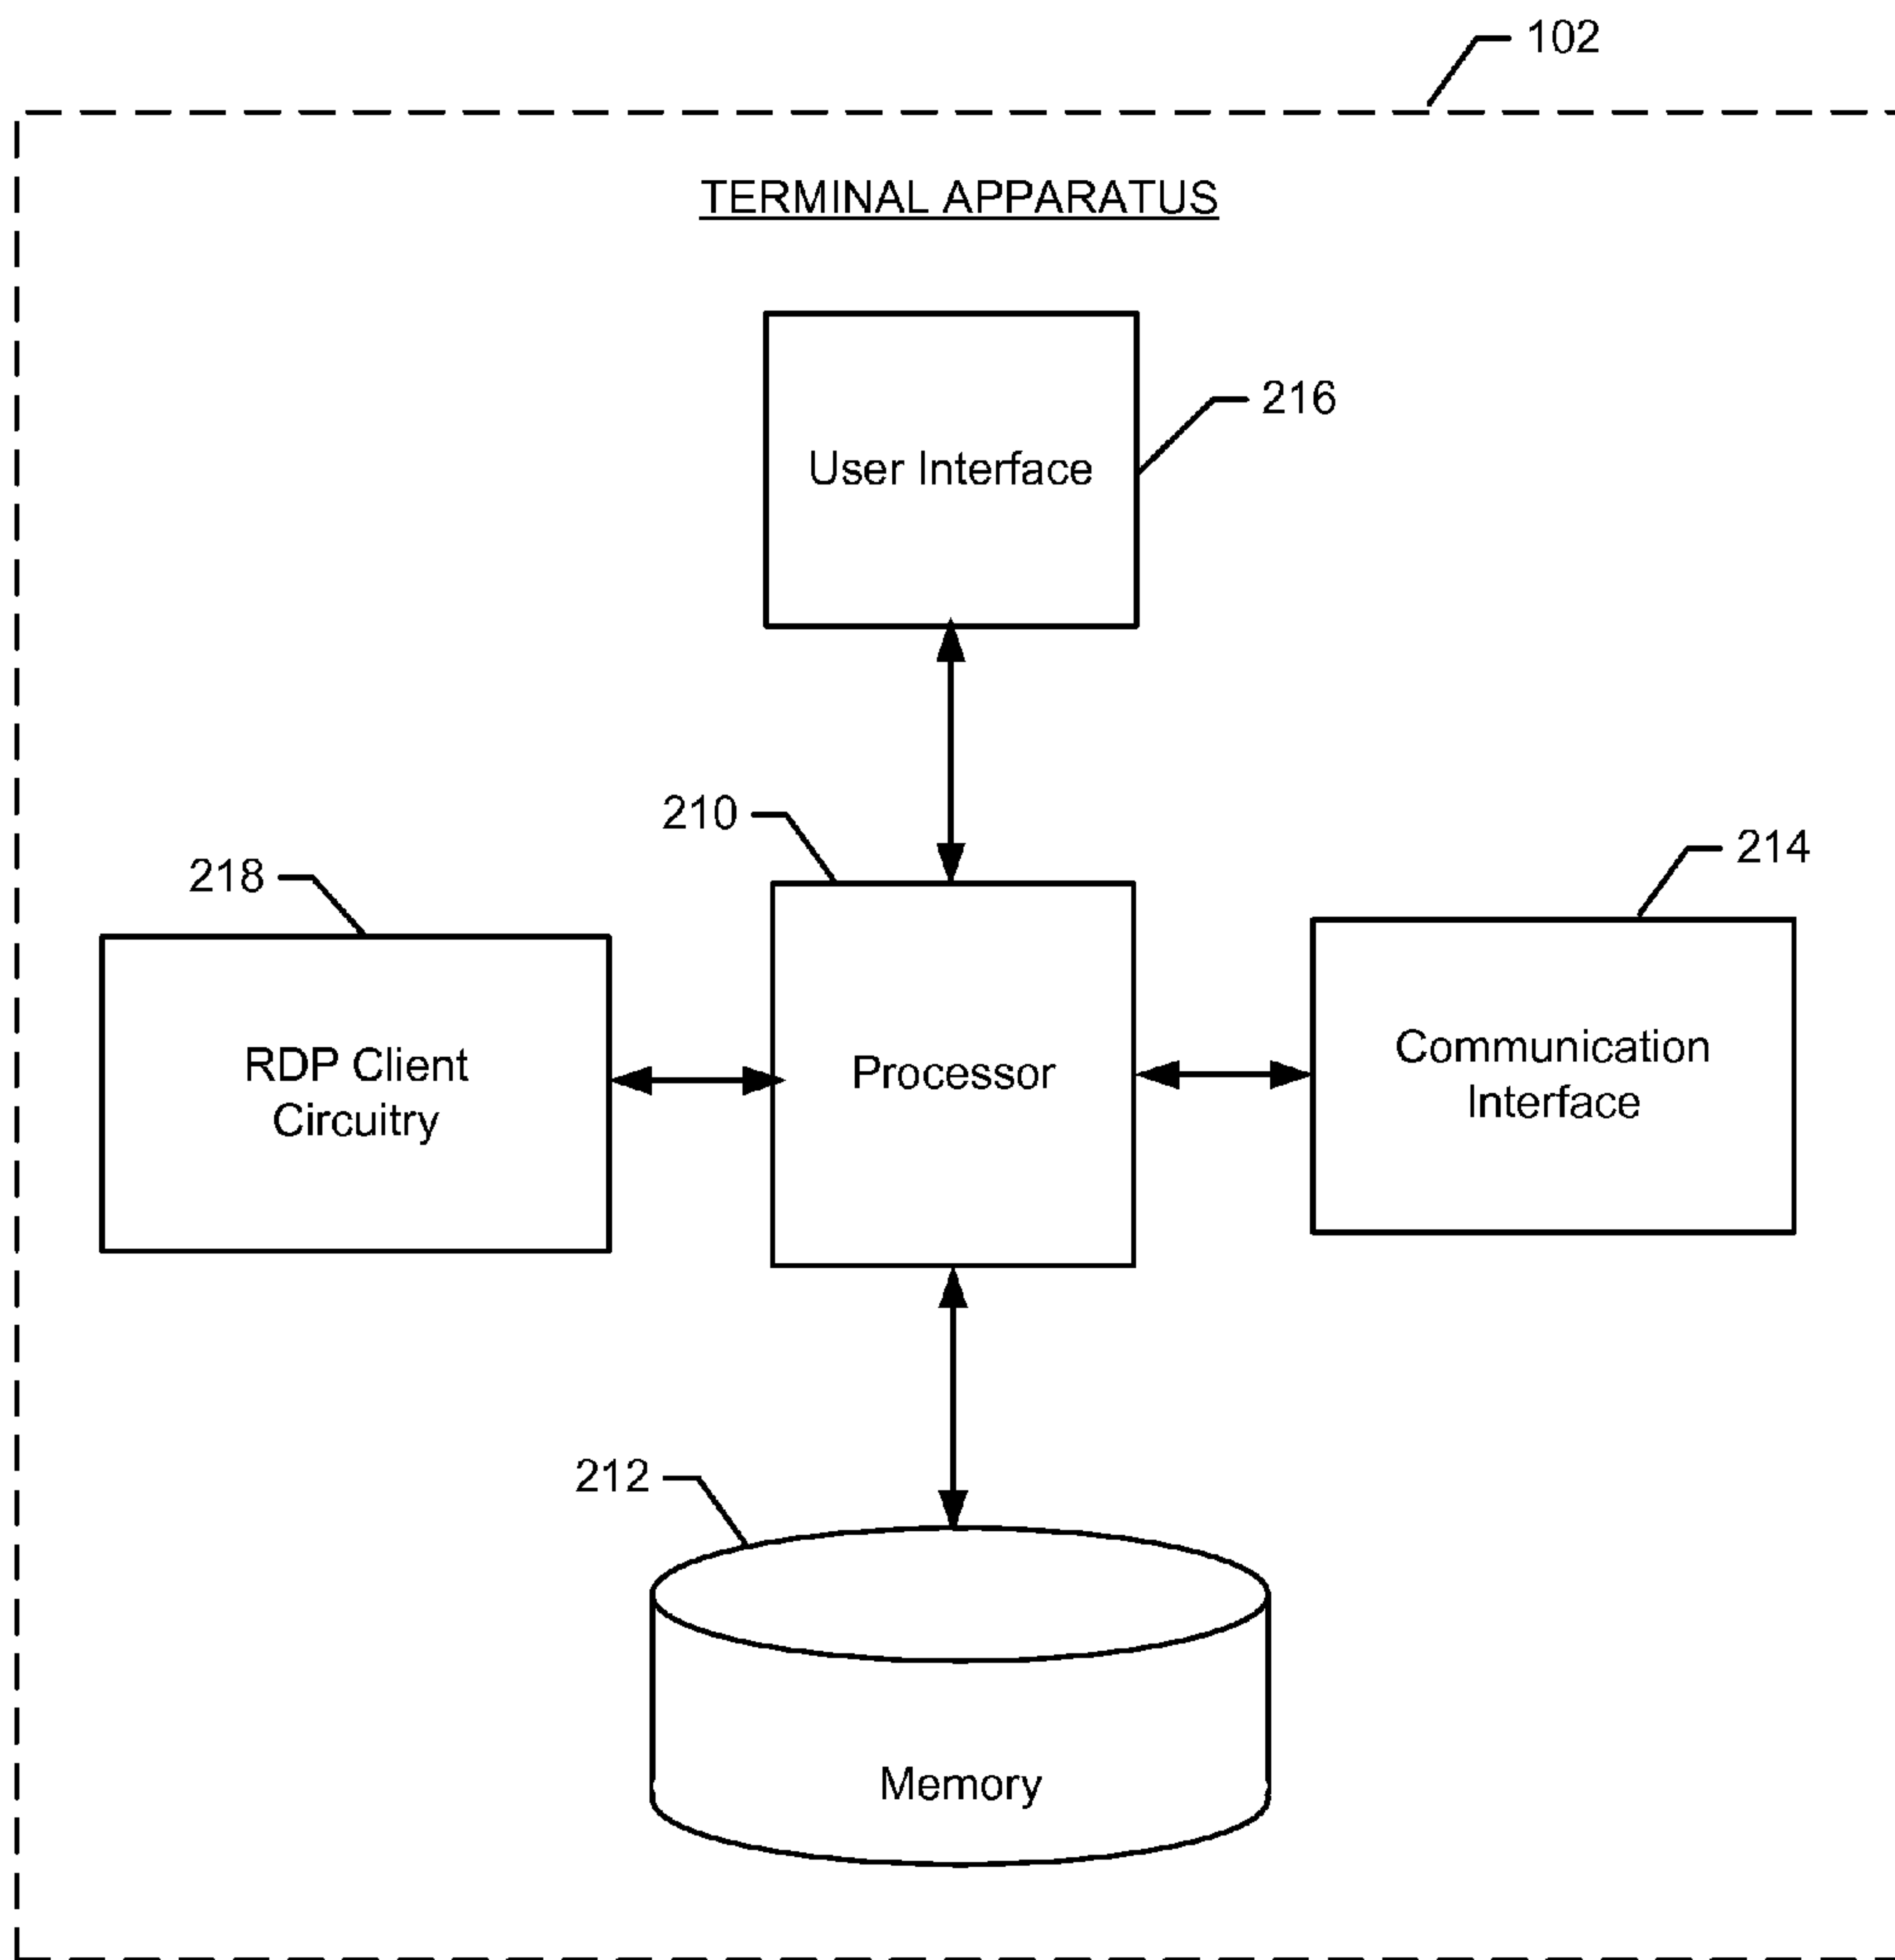 102
TERMINAL APPARATUS
216
User Interface
210
214
218
RDP Client
Circuitry
Processor
Communication
Interface
212
Memory